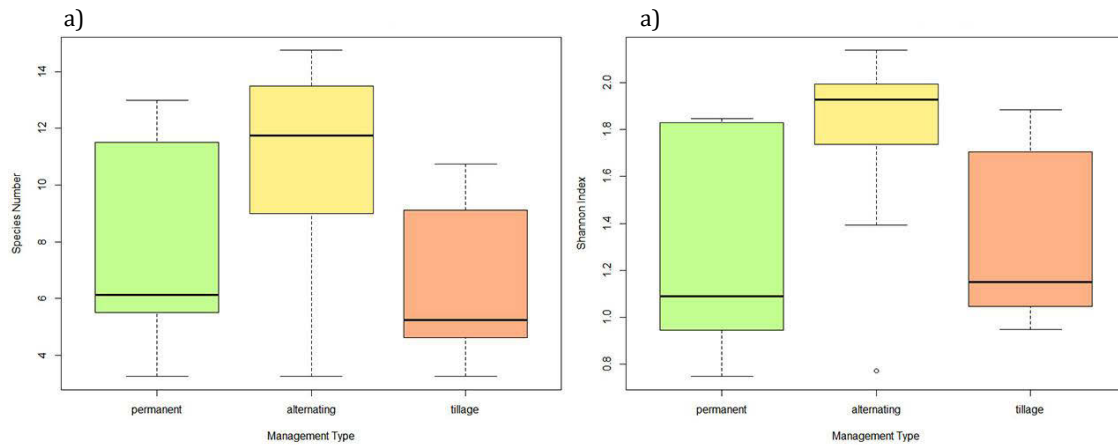 a)
Species Number
14
12
10
8
6
4
permanent
alternating
tillage
Management Type
a)
Shannon Index
2.0
1.8
1.6
1.4
1.2
1.0
0.8
permanent
alternating
tillage
Management Type